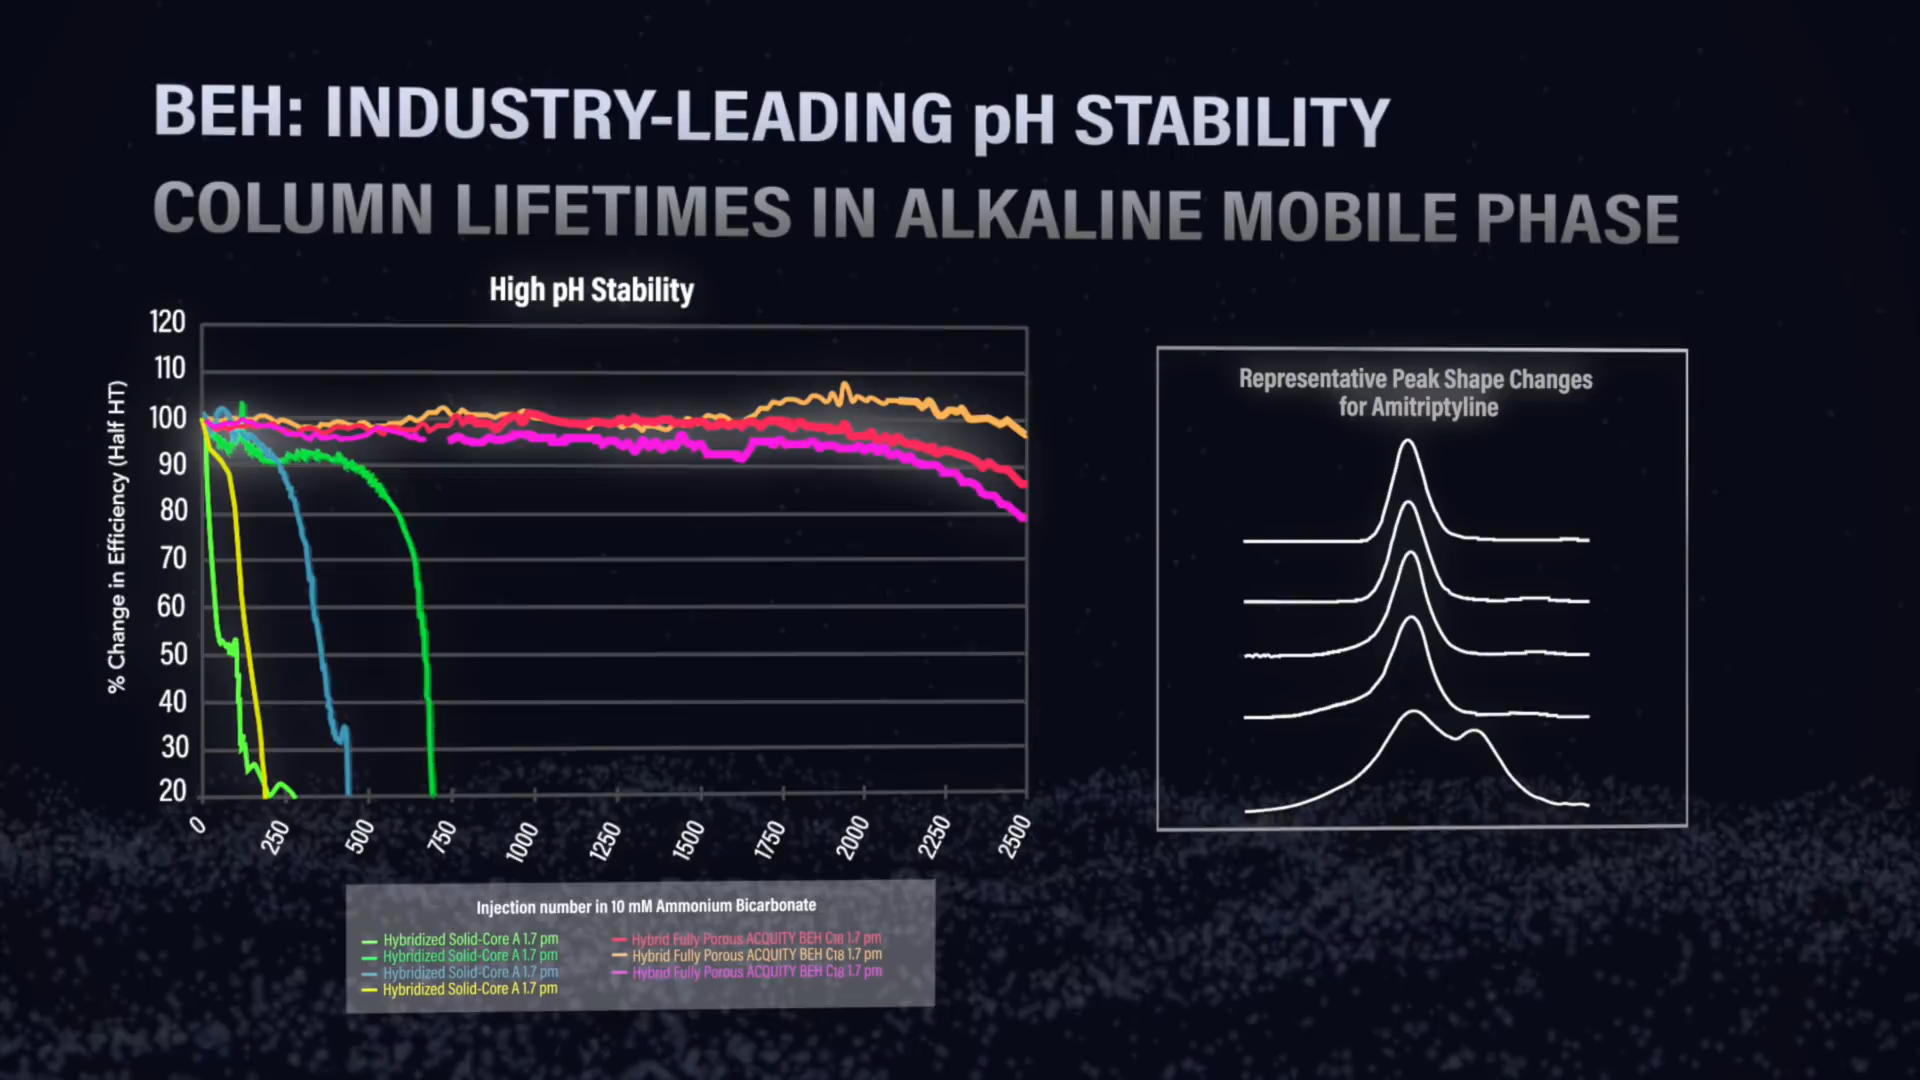 BEH: INDUSTRY-LEADING pH STABILITY
COLUMN LIFETIMES IN ALKALINE MOBILE PHASE
High pH Stability
120
110
100
90
80
70
60
50
40
30
20
% Change in Efficiency (Half HT)
0
250
500
750
1000
1250
1500
1750
2000
2250
2500
Injection number in 10 mM Ammonium Bicarbonate
Hybridized Solid-Core A 1.7 pm
Hybridized Solid-Core A 1.7 pm
Hybridized Solid-Core A 1.7 pm
Hybridized Solid-Core A 1.7 pm
Hybrid Fully Porous ACQUITY BEH C18 1.7 pm
Hybrid Fully Porous ACQUITY BEH C18 1.7 pm
Hybrid Fully Porous ACQUITY BEH C18 1.7 pm
Representative Peak Shape Changes
for Amitriptyline